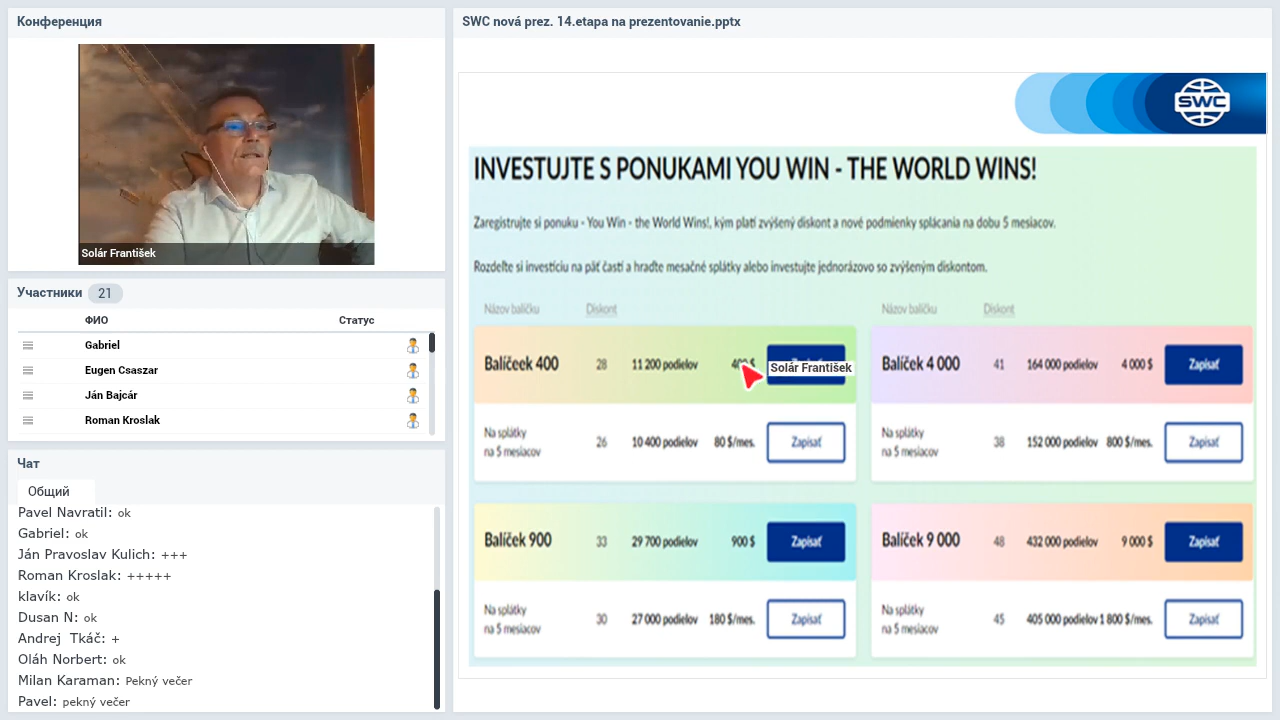 Конференция
Solár František
Участники 21
ФИО Статус
Gabriel
Eugen Csaszar
Ján Bajcár
Roman Kroslak
Чат
Общий
Pavel Navratil: ok
Gabriel: ok
Ján Pravoslav Kulich: +++
Roman Kroslak: +++++
klavík: ok
Dusan N: ok
Andrej Tkáč: +
Oláh Norbert: ok
Milan Karaman: Pekný večer
Pavel: pekný večer
SWC nová prez. 14.etapa na prezentovanie.pptx
SWC
INVESTUJTE S PONUKAMI YOU WIN - THE WORLD WINS!
Zaregistrujte si ponuku - You Win - the World Wins!, kým platí zvýšený diskont a nové podmienky splácania na dobu 5 mesiacov.
Rozdeľte si investíciu na päť častí a hraďte mesačné splátky alebo investujte jednorázovo so zvýšeným diskontom.
Názov balíčku Diskont
Balíčeek 400 28 11 200 podielov
Solár František
Na splátky
na 5 mesiacov
26 10 400 podielov 80 $/mes. Zapísať
Názov balíčku Diskont
Balíček 4 000 41 164 000 podielov 4 000 $ Zapísať
Na splátky
na 5 mesiacov
38 152 000 podielov 800 $/mes. Zapísať
Balíček 900 33 29 700 podielov 900 $ Zapísať
Na splátky
na 5 mesiacov
30 27 000 podielov 180 $/mes. Zapísať
Balíček 9 000 48 432 000 podielov 9 000 $ Zapísať
Na splátky
na 5 mesiacov
45 405 000 podielov 1 800 $/mes. Zapísať